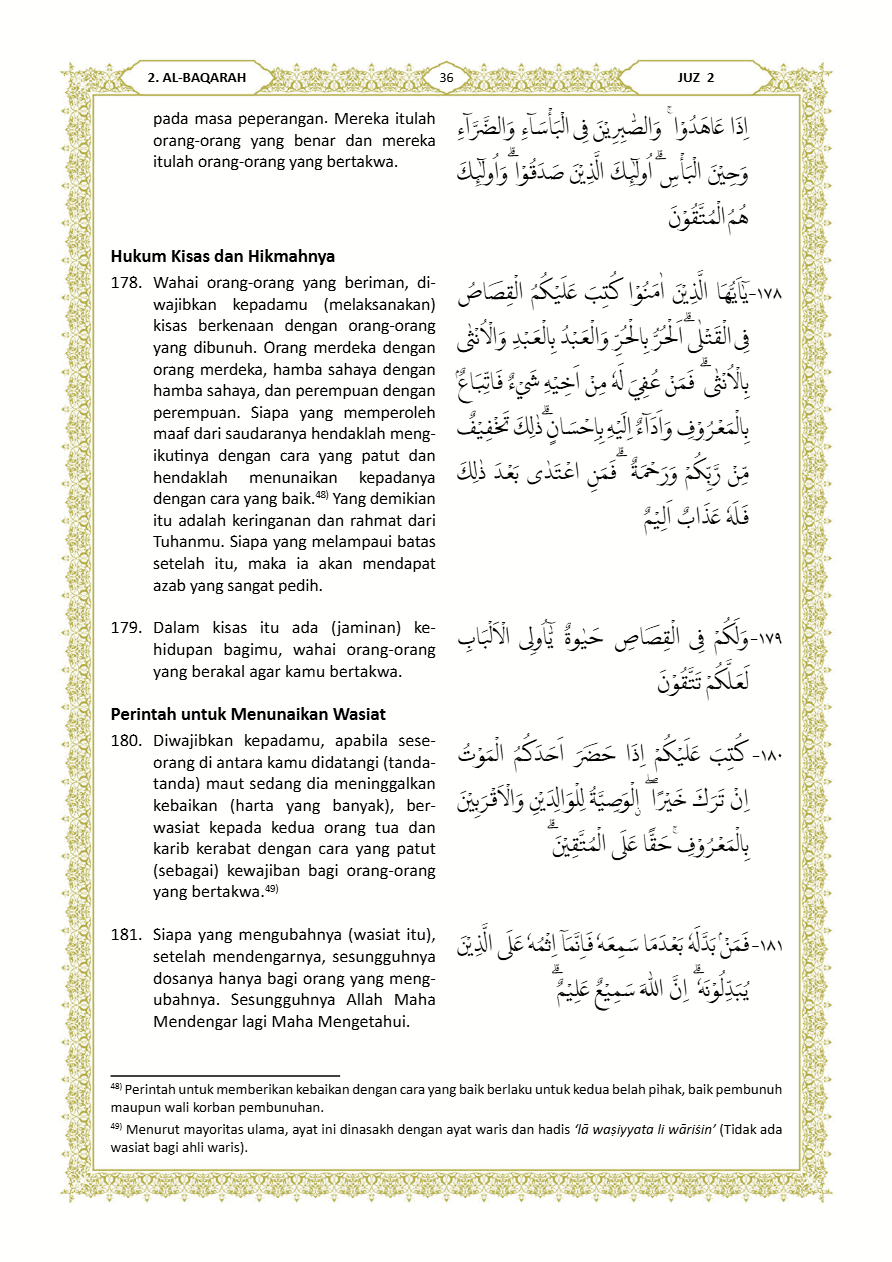 2. AL-BAQARAH
36
JUZ 2
pada masa peperangan. Mereka itulah
orang-orang yang benar dan mereka
itulah orang-orang yang bertakwa.
اِذَا عَاهَدُوْا ۚ وَالصّٰبِرِيْنَ فِى الْبَأْسَاۤءِ وَالضَّرَّاۤءِ
وَحِيْنَ الْبَأْسِۗ اُولٰۤىِٕكَ الَّذِيْنَ صَدَقُوْا ۗوَاُولٰۤىِٕكَ
هُمُ الْمُتَّقُوْنَ
Hukum Kisas dan Hikmahnya
178. Wahai orang-orang yang beriman, di-
wajibkan kepadamu (melaksanakan)
kisas berkenaan dengan orang-orang
yang dibunuh. Orang merdeka dengan
orang merdeka, hamba sahaya dengan
hamba sahaya, dan perempuan dengan
perempuan. Siapa yang memperoleh
maaf dari saudaranya hendaklah meng-
ikutinya dengan cara yang patut dan
hendaklah menunaikan kepadanya
dengan cara yang baik.48) Yang demikian
itu adalah keringanan dan rahmat dari
Tuhanmu. Siapa yang melampaui batas
setelah itu, maka ia akan mendapat
azab yang sangat pedih.
١٧٨- يٰٓاَيُّهَا الَّذِيْنَ اٰمَنُوْا كُتِبَ عَلَيْكُمُ الْقِصَاصُ
فِى الْقَتْلٰىۗ اَلْحُرُّ بِالْحُرِّ وَالْعَبْدُ بِالْعَبْدِ وَالْاُنْثٰى
بِالْاُنْثٰىۗ فَمَنْ عُفِيَ لَهٗ مِنْ اَخِيْهِ شَيْءٌ فَاتِّبَاعٌۢ
بِالْمَعْرُوْفِ وَاَدَاۤءٌ اِلَيْهِ بِاِحْسَانٍۗ ذٰلِكَ تَخْفِيْفٌ
مِّنْ رَّبِّكُمْ وَرَحْمَةٌ ۗفَمَنِ اعْتَدٰى بَعْدَ ذٰلِكَ
فَلَهٗ عَذَابٌ اَلِيْمٌ
179. Dalam kisas itu ada (jaminan) ke-
hidupan bagimu, wahai orang-orang
yang berakal agar kamu bertakwa.
١٧٩- وَلَكُمْ فِى الْقِصَاصِ حَيٰوةٌ يّٰٓاُولِى الْاَلْبَابِ
لَعَلَّكُمْ تَتَّقُوْنَ
Perintah untuk Menunaikan Wasiat
180. Diwajibkan kepadamu, apabila sese-
orang di antara kamu didatangi (tanda-
tanda) maut sedang dia meninggalkan
kebaikan (harta yang banyak), ber-
wasiat kepada kedua orang tua dan
karib kerabat dengan cara yang patut
(sebagai) kewajiban bagi orang-orang
yang bertakwa.49)
١٨٠- كُتِبَ عَلَيْكُمْ اِذَا حَضَرَ اَحَدَكُمُ الْمَوْتُ
اِنْ تَرَكَ خَيْرًا ۖ ۨالْوَصِيَّةُ لِلْوَالِدَيْنِ وَالْاَقْرَبِيْنَ
بِالْمَعْرُوْفِۚ حَقًّا عَلَى الْمُتَّقِيْنَ ۗ
181. Siapa yang mengubahnya (wasiat itu),
setelah mendengarnya, sesungguhnya
dosanya hanya bagi orang yang meng-
ubahnya. Sesungguhnya Allah Maha
Mendengar lagi Maha Mengetahui.
١٨١- فَمَنْۢ بَدَّلَهٗ بَعْدَمَا سَمِعَهٗ فَاِنَّمَآ اِثْمُهٗ عَلَى الَّذِيْنَ
يُبَدِّلُوْنَهٗۗ اِنَّ اللّٰهَ سَمِيْعٌ عَلِيْمٌۗ
48) Perintah untuk memberikan kebaikan dengan cara yang baik berlaku untuk kedua belah pihak, baik pembunuh
maupun wali korban pembunuhan.
49) Menurut mayoritas ulama, ayat ini dinasakh dengan ayat waris dan hadis ‘lā waṣiyyata li wāriṡin’ (Tidak ada
wasiat bagi ahli waris).